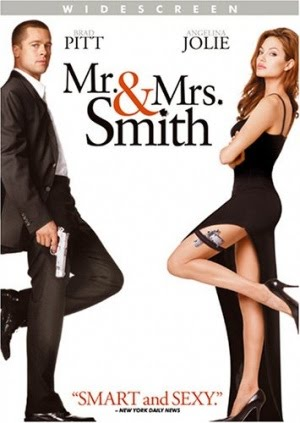 WIDESCREEN
BRAD
PITT
ANGELINA
JOLIE
Mr. & Mrs.
Smith
"SMART and SEXY."
– NEW YORK DAILY NEWS